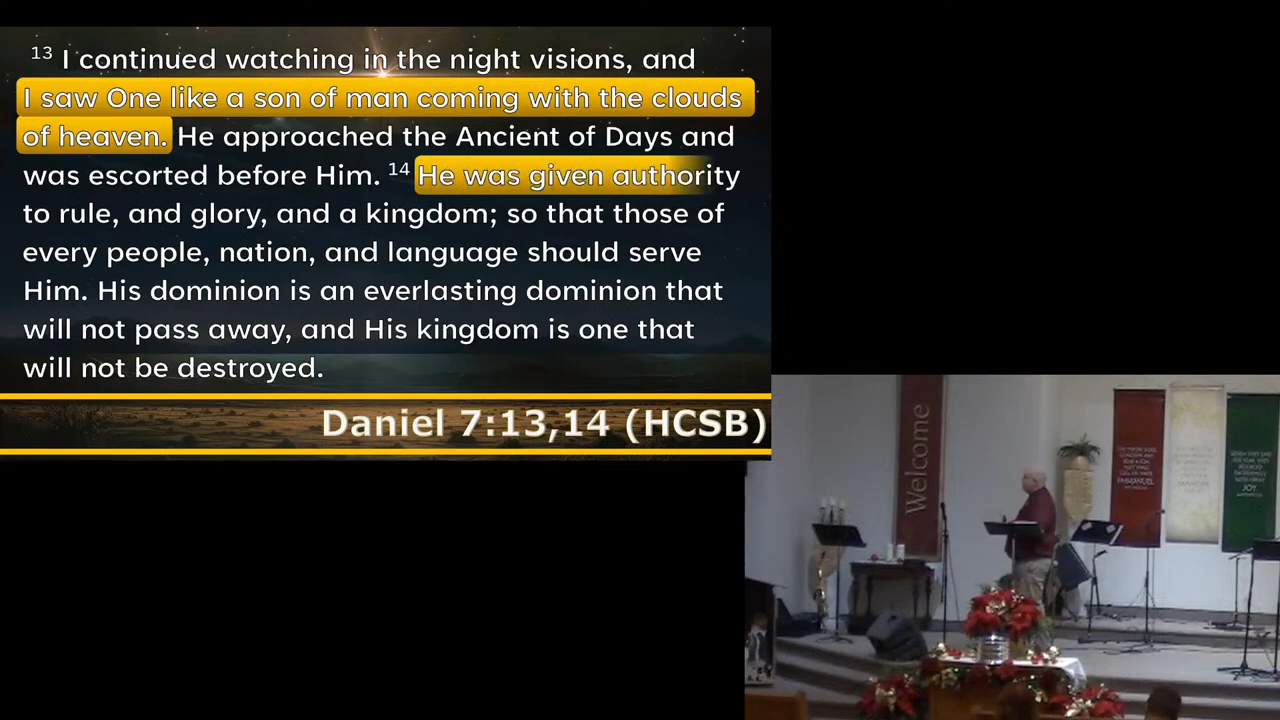 13 I continued watching in the night visions, and
I saw One like a son of man coming with the clouds
of heaven. He approached the Ancient of Days and
was escorted before Him. 14 He was given authority
to rule, and glory, and a kingdom; so that those of
every people, nation, and language should serve
Him. His dominion is an everlasting dominion that
will not pass away, and His kingdom is one that
will not be destroyed.
Daniel 7:13,14 (HCSB)
Welcome
EMMANUEL
JOY